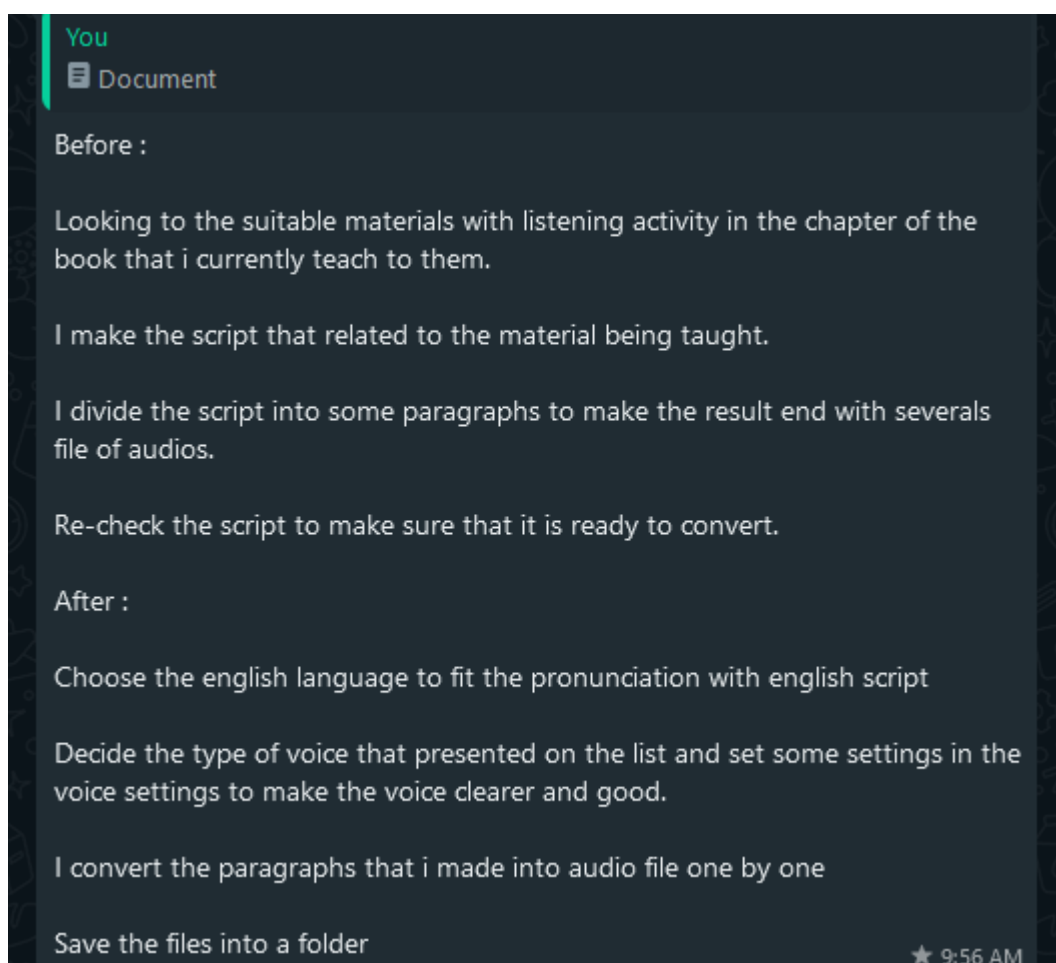 You
Document
Before :
Looking to the suitable materials with listening activity in the chapter of the
book that i currently teach to them.
I make the script that related to the material being taught.
I divide the script into some paragraphs to make the result end with severals
file of audios.
Re-check the script to make sure that it is ready to convert.
After :
Choose the english language to fit the pronunciation with english script
Decide the type of voice that presented on the list and set some settings in the
voice settings to make the voice clearer and good.
I convert the paragraphs that i made into audio file one by one
Save the files into a folder
9:56 AM